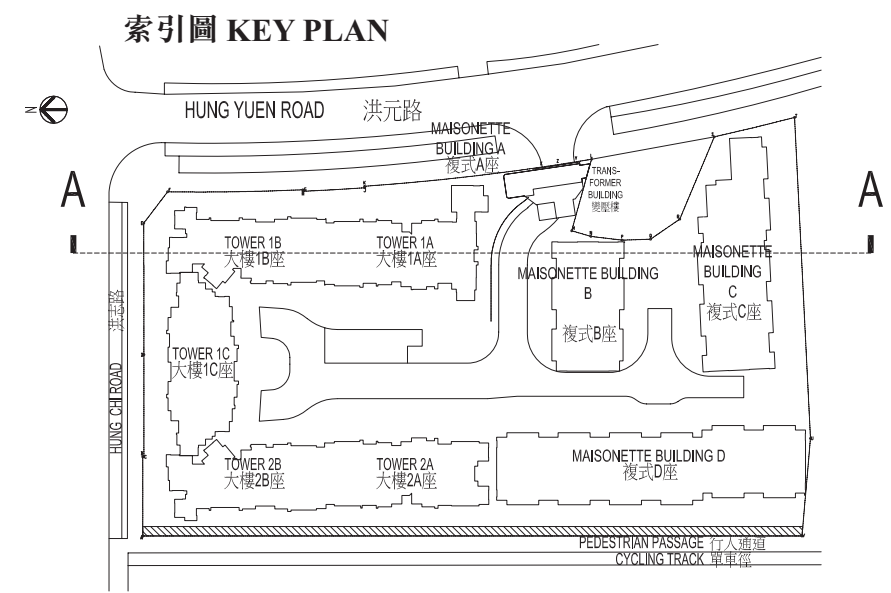 索引圖 KEY PLAN
N
HUNG YUEN ROAD 洪元路
MAISONETTE
BUILDING A
複式A座
TRANS-
FORMER
BUILDING
變壓樓
A
A
TOWER 1B
大樓1B座
TOWER 1A
大樓1A座
MAISONETTE BUILDING
B
複式B座
MAISONETTE
BUILDING
C
複式C座
HUNG CHI ROAD 洪志路
TOWER 1C
大樓1C座
TOWER 2B
大樓2B座
TOWER 2A
大樓2A座
MAISONETTE BUILDING D
複式D座
PEDESTRIAN PASSAGE 行人通道
CYCLING TRACK 單車徑